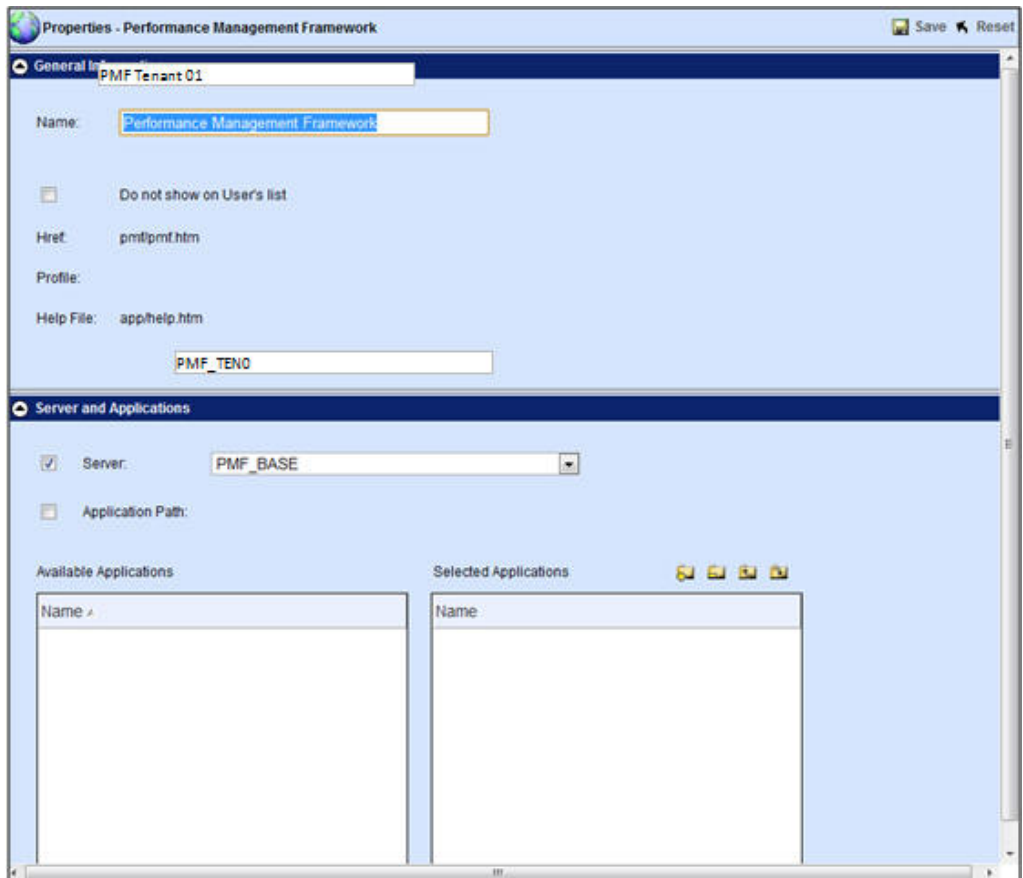 Properties - Performance Management Framework
Save Reset
General
PMF Tenant 01
Name: Performance Management Framework
Do not show on User's list
Href: pmf/pmf.htm
Profile:
Help File: app/help.htm
PMF_TEN0
Server and Applications
Server: PMF_BASE
Application Path:
Available Applications Selected Applications
Name Name